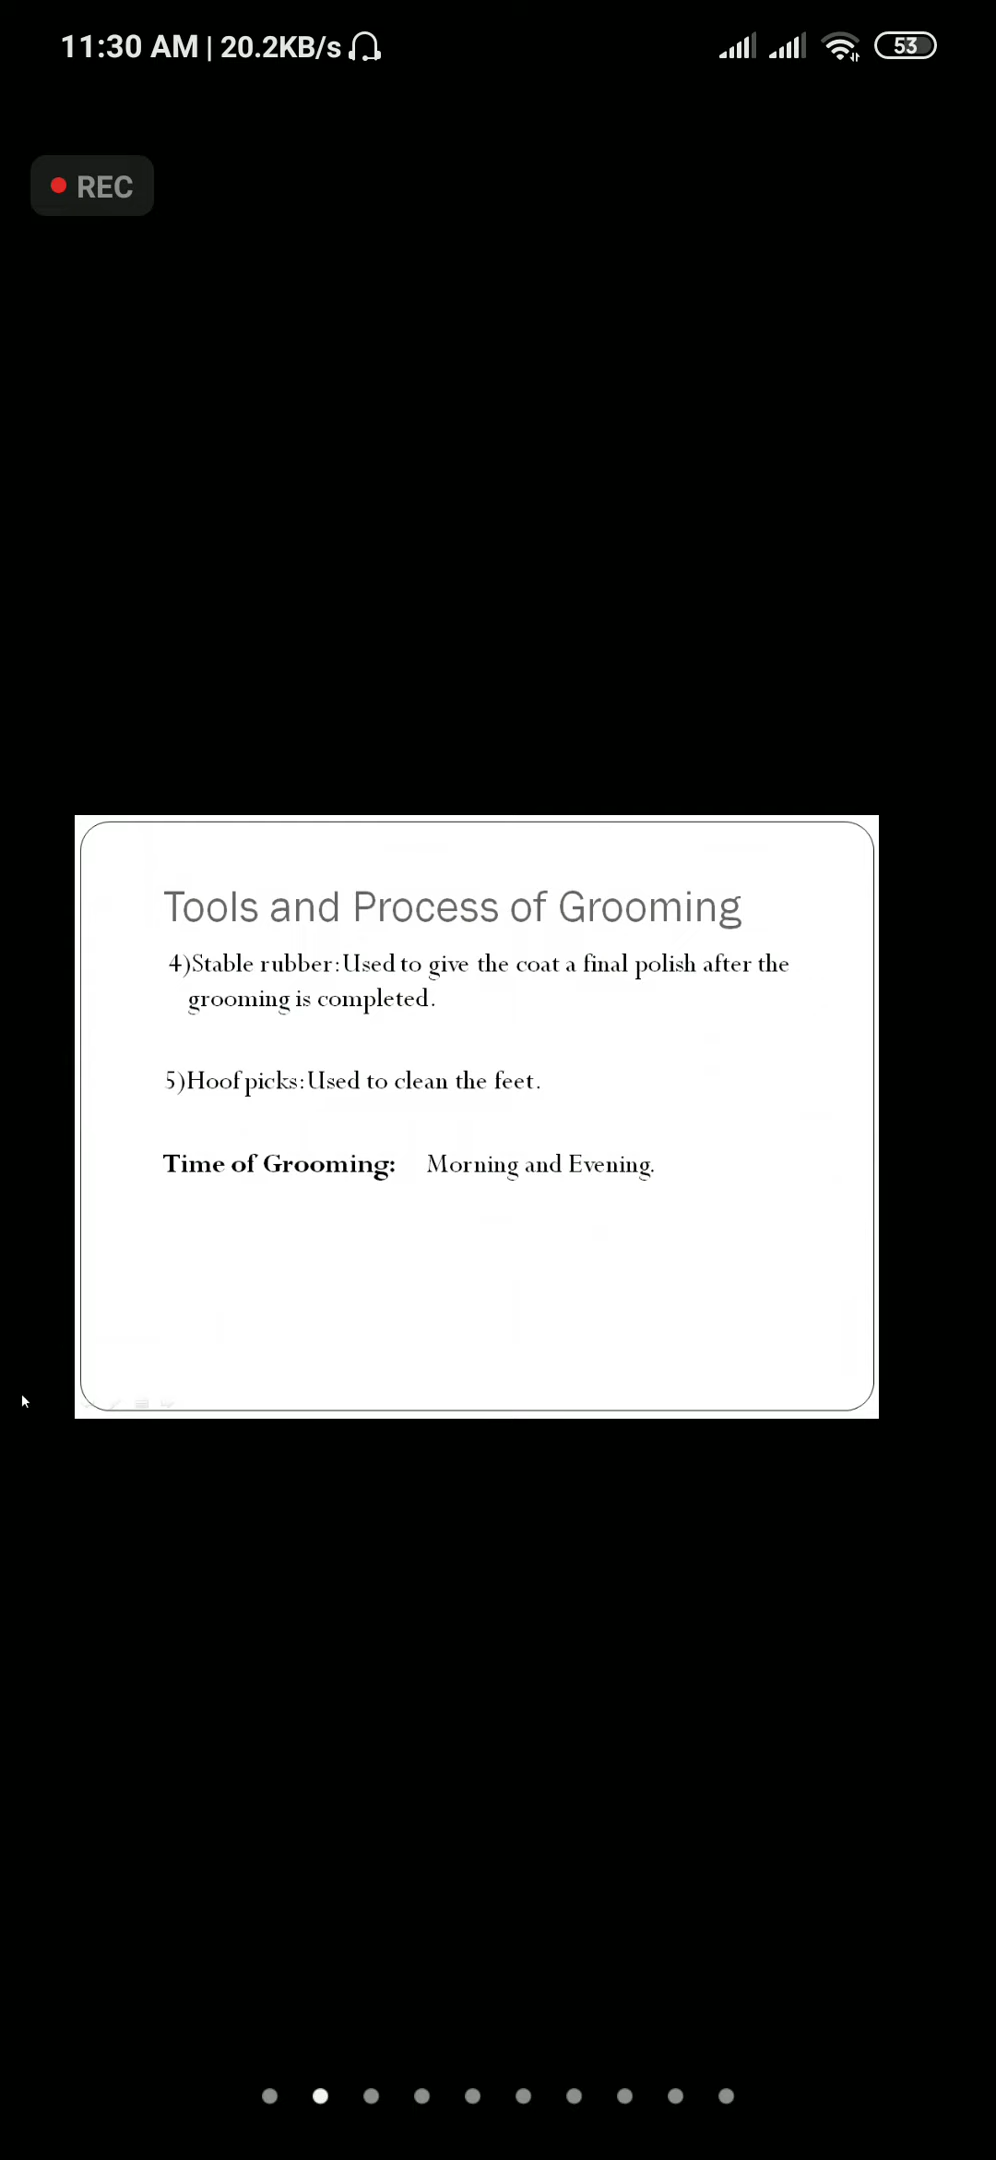 11:30 AM | 20.2KB/s
53
REC
Tools and Process of Grooming
4)Stable rubber:Used to give the coat a final polish after the
grooming is completed.
5)Hoof picks:Used to clean the feet.
Time of Grooming: Morning and Evening.